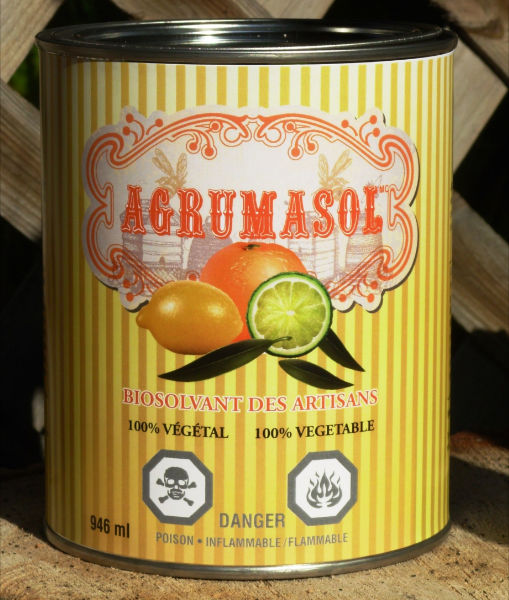 AGRUMASOL MC
BIOSOLVANT DES ARTISANS
100% VÉGÉTAL 100% VEGETABLE
DANGER
946 ml
POISON • INFLAMMABLE/FLAMMABLE